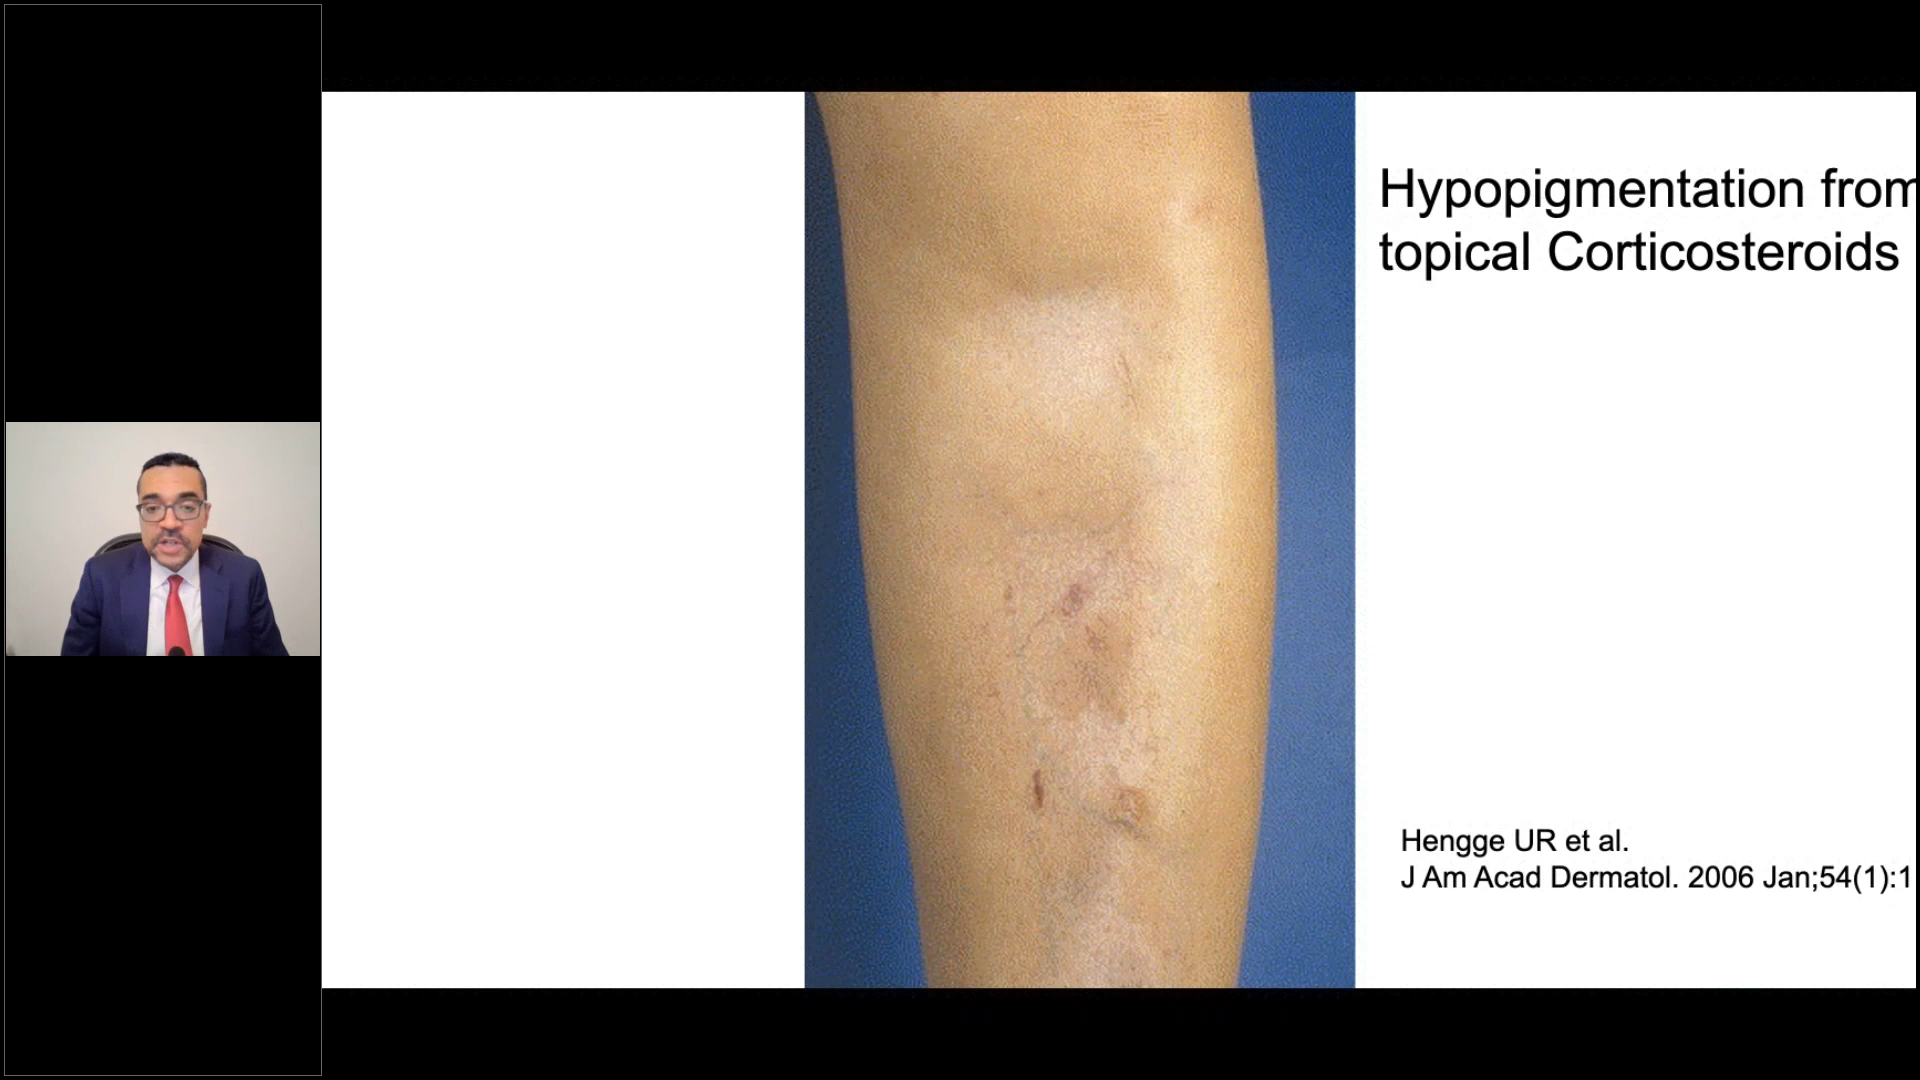 Hypopigmentation from
topical Corticosteroids
Hengge UR et al.
J Am Acad Dermatol. 2006 Jan;54(1):1